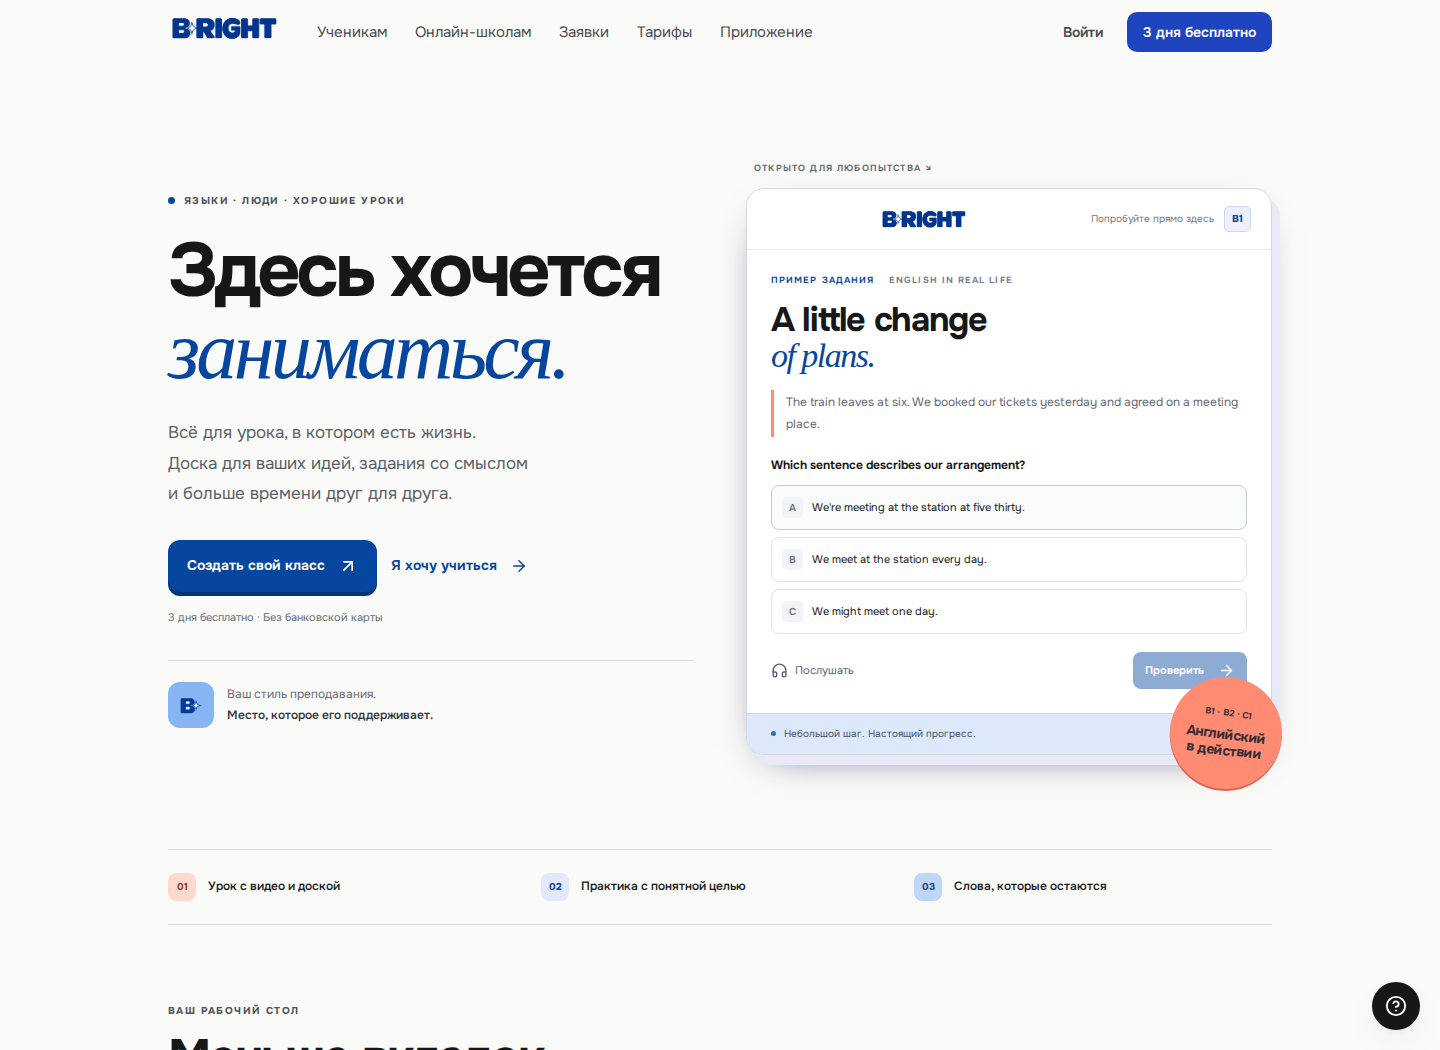 BRIGHT
Ученикам
Онлайн-школам
Заявки
Тарифы
Приложение
Войти
3 дня бесплатно
ЯЗЫКИ · ЛЮДИ · ХОРОШИЕ УРОКИ
Здесь хочется
заниматься.
Всё для урока, в котором есть жизнь.
Доска для ваших идей, задания со смыслом
и больше времени друг для друга.
Создать свой класс
Я хочу учиться
3 дня бесплатно · Без банковской карты
B
Ваш стиль преподавания.
Место, которое его поддерживает.
ОТКРЫТО ДЛЯ ЛЮБОПЫТСТВА ↘
BRIGHT
Попробуйте прямо здесь
B1
ПРИМЕР ЗАДАНИЯ
ENGLISH IN REAL LIFE
A little change
of plans.
The train leaves at six. We booked our tickets yesterday and agreed on a meeting
place.
Which sentence describes our arrangement?
A We're meeting at the station at five thirty.
B We meet at the station every day.
C We might meet one day.
Послушать
Проверить
Небольшой шаг. Настоящий прогресс.
B1 · B2 · C1
Английский
в действии
01 Урок с видео и доской
02 Практика с понятной целью
03 Слова, которые остаются
ВАШ РАБОЧИЙ СТОЛ
Меньше вкладок